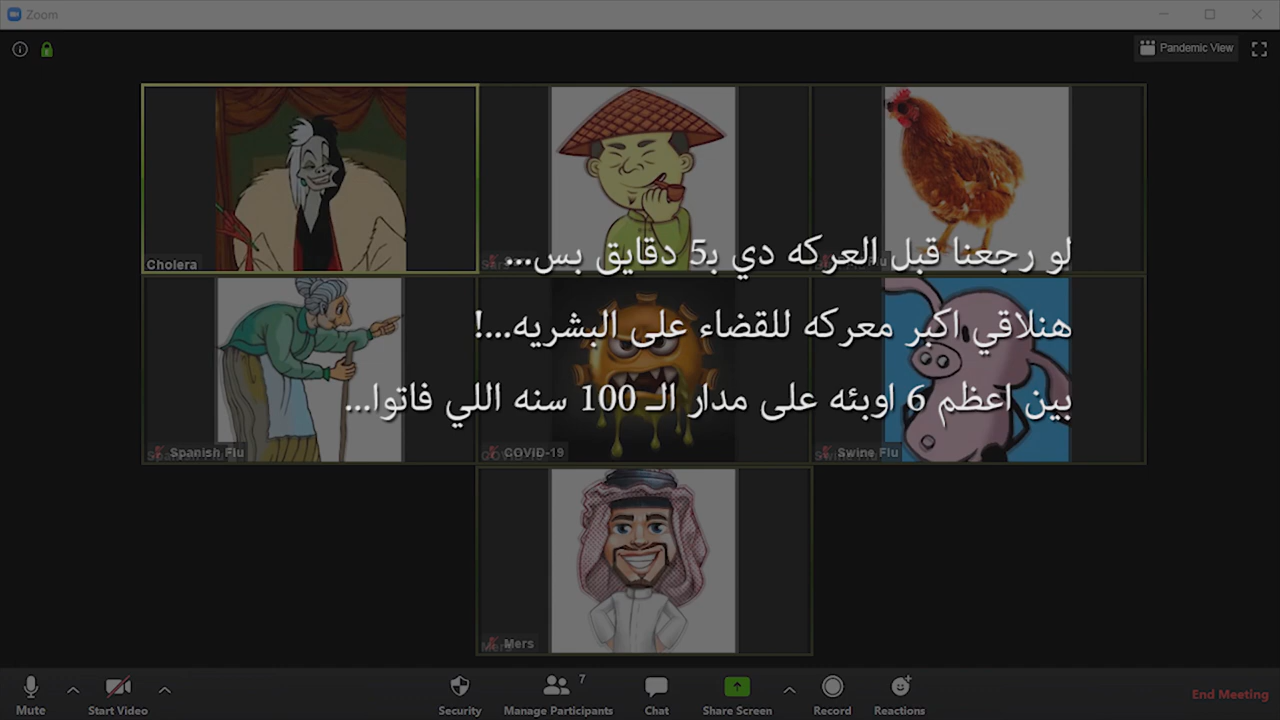 Zoom
Pandemic View
Cholera
لو رجعنا قبل العركه دي بـ5 دقايق بس...
هنلاقي اكبر معركه للقضاء على البشريه...!
بين اعظم 6 اوبئه على مدار الـ 100 سنه اللي فاتوا...
Spanish Flu
COVID-19
Swine Flu
Mers
Mute
Start Video
Security
Manage Participants
7
Chat
Share Screen
Record
Reactions
End Meeting